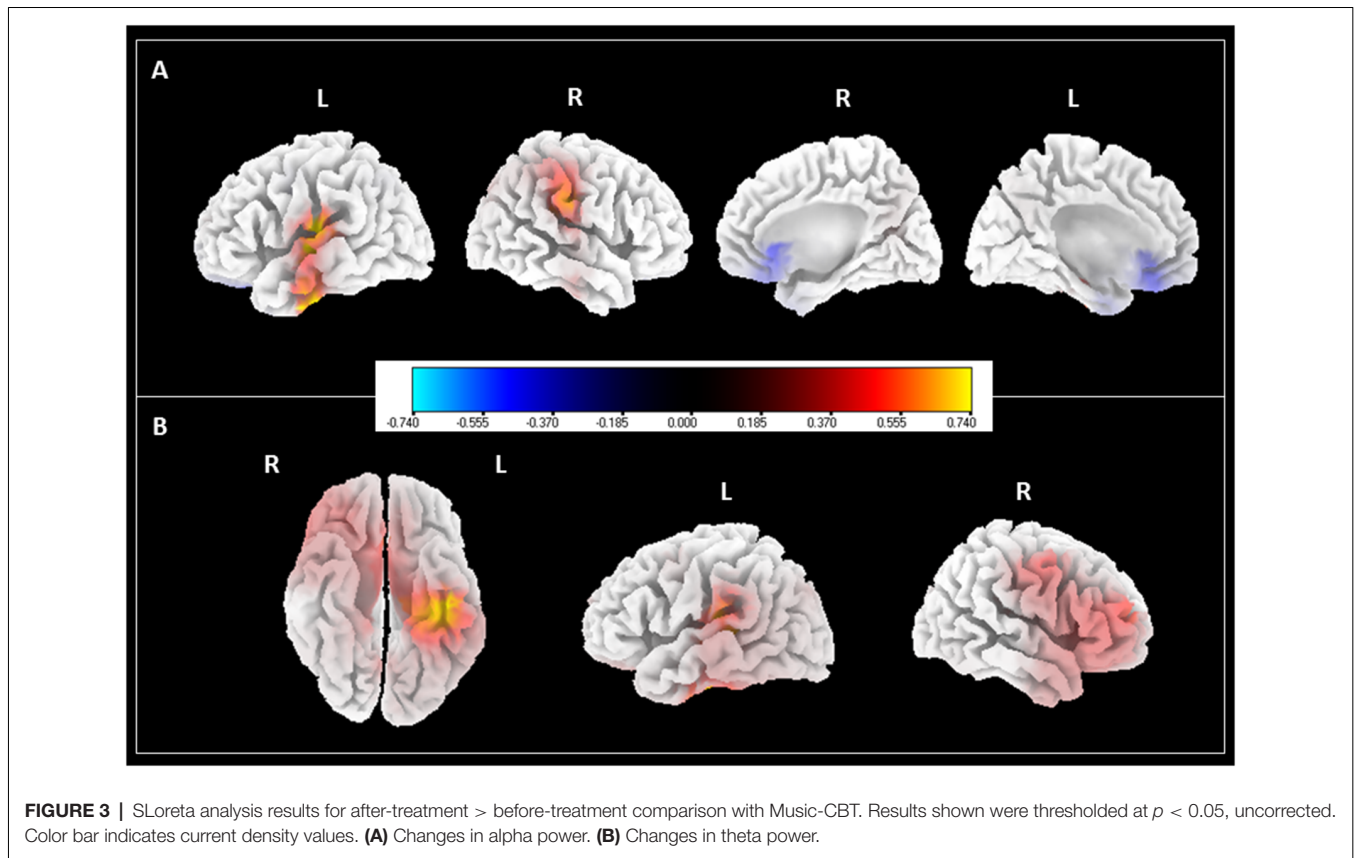 A
L R R L
-0.740 -0.555 -0.370 -0.185 0.000 0.185 0.370 0.555 0.740
B
R L
L R
FIGURE 3 | SLoreta analysis results for after-treatment > before-treatment comparison with Music-CBT. Results shown were thresholded at p < 0.05, uncorrected.
Color bar indicates current density values. (A) Changes in alpha power. (B) Changes in theta power.